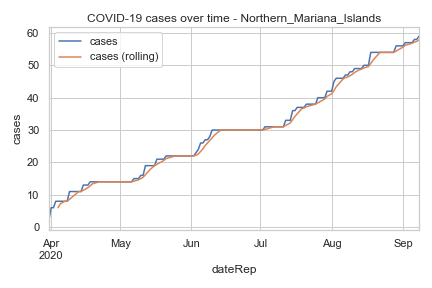 COVID-19 cases over time - Northern_Mariana_Islands
cases
cases (rolling)
60
50
40
30
20
10
0
cases
Apr May Jun Jul Aug Sep
2020
dateRep